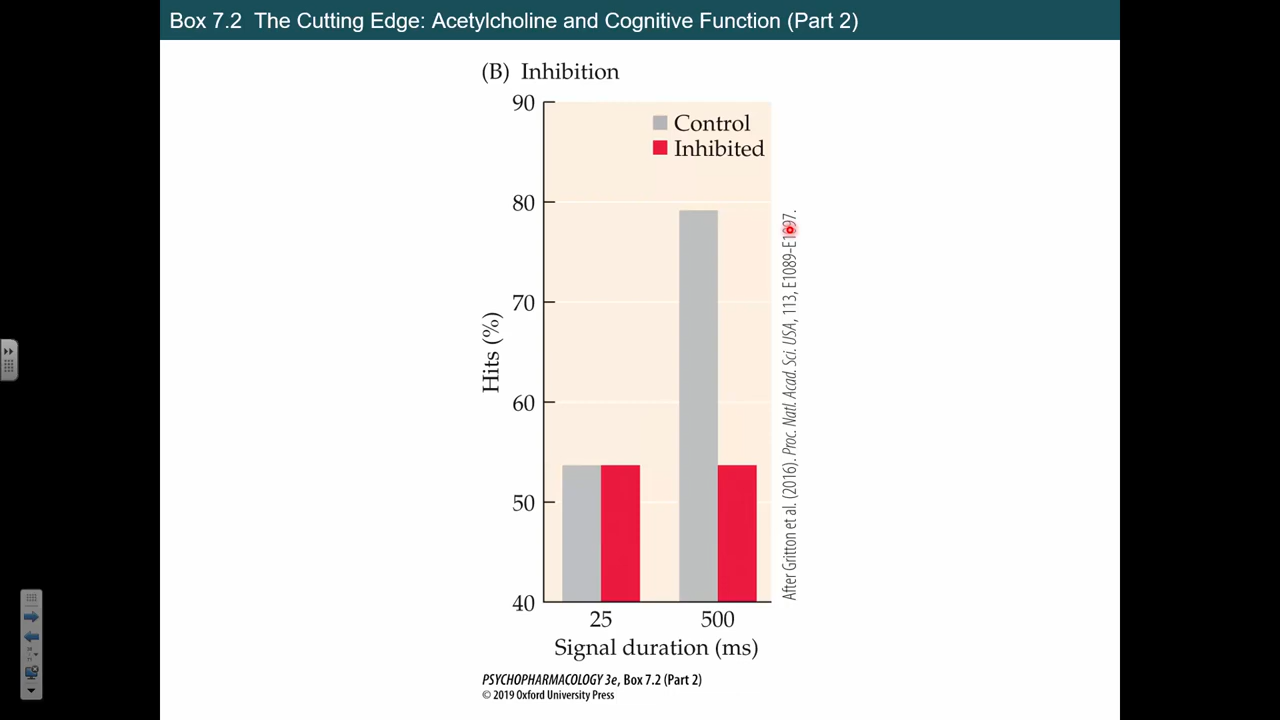 Box 7.2 The Cutting Edge: Acetylcholine and Cognitive Function (Part 2)
(B) Inhibition
90
80
70
60
50
40
Hits (%)
Control
Inhibited
25
500
Signal duration (ms)
After Gritton et al. (2016). Proc. Natl. Acad. Sci. USA, 113, E1089–E1097.
PSYCHOPHARMACOLOGY 3e, Box 7.2 (Part 2)
© 2019 Oxford University Press